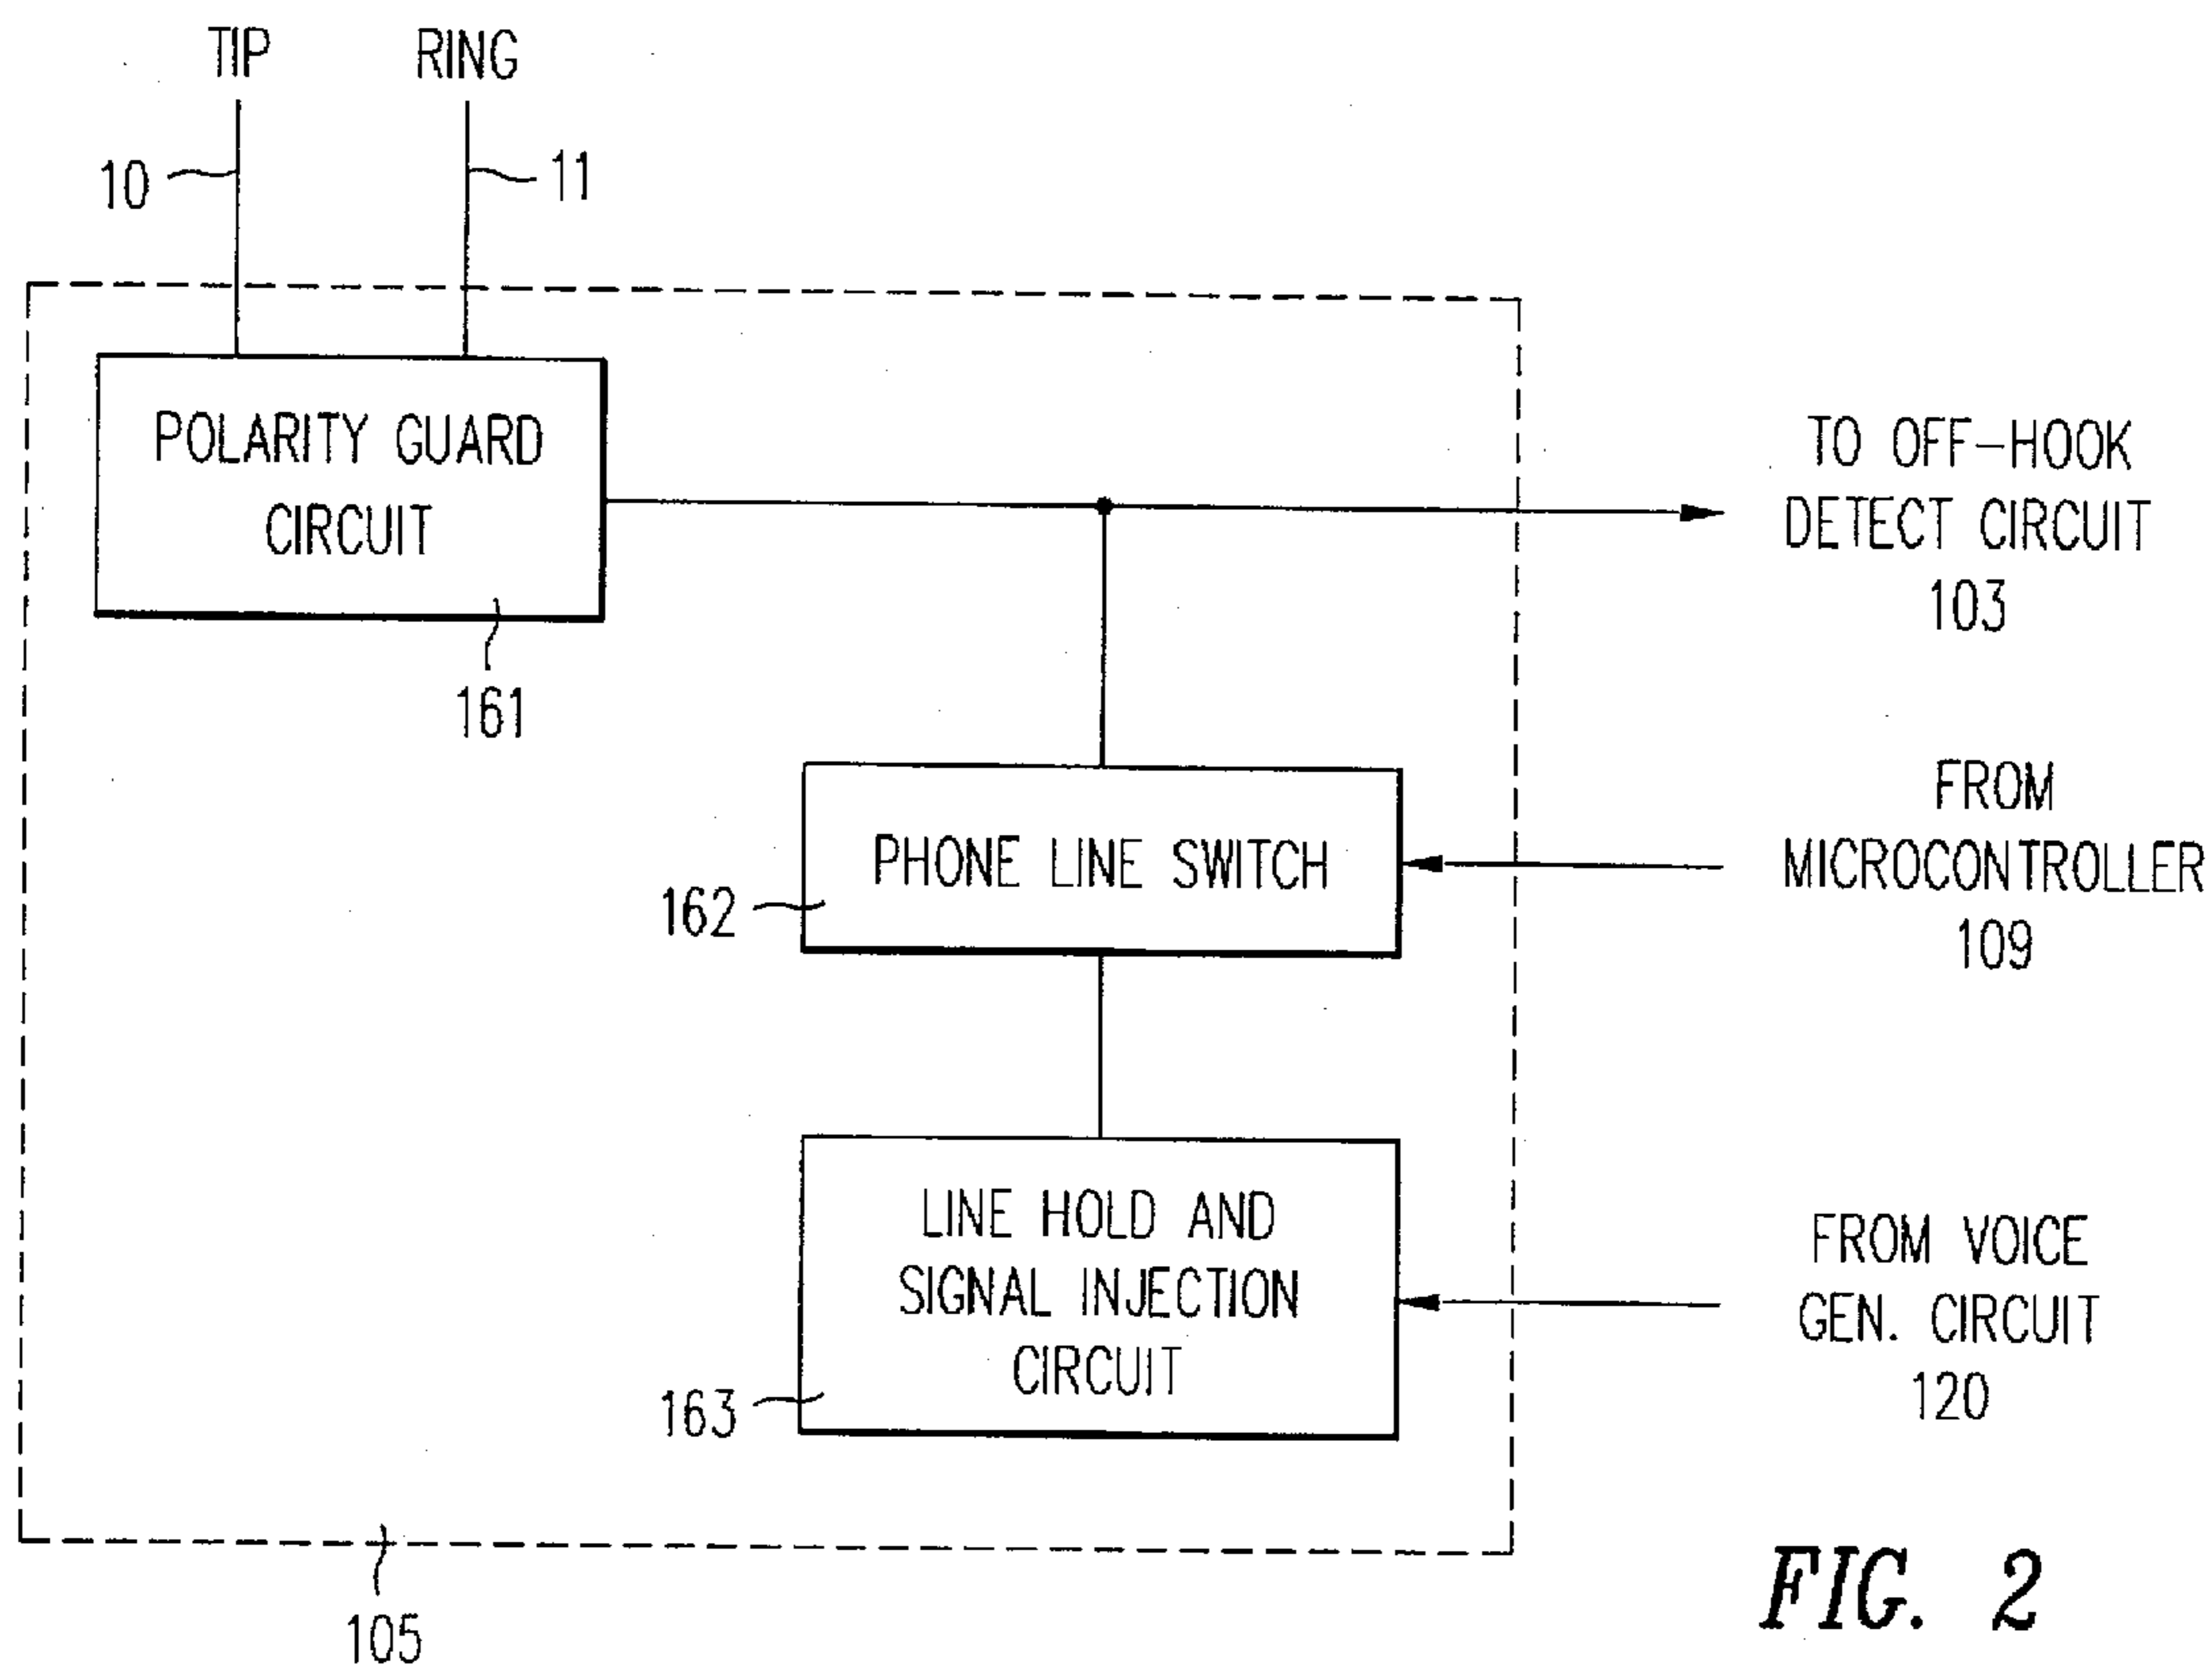 TIP
RING
10
11
POLARITY GUARD
CIRCUIT
161
TO OFF-HOOK
DETECT CIRCUIT
103
PHONE LINE SWITCH
162
FROM
MICROCONTROLLER
109
LINE HOLD AND
SIGNAL INJECTION
CIRCUIT
163
FROM VOICE
GEN. CIRCUIT
120
105
FIG. 2